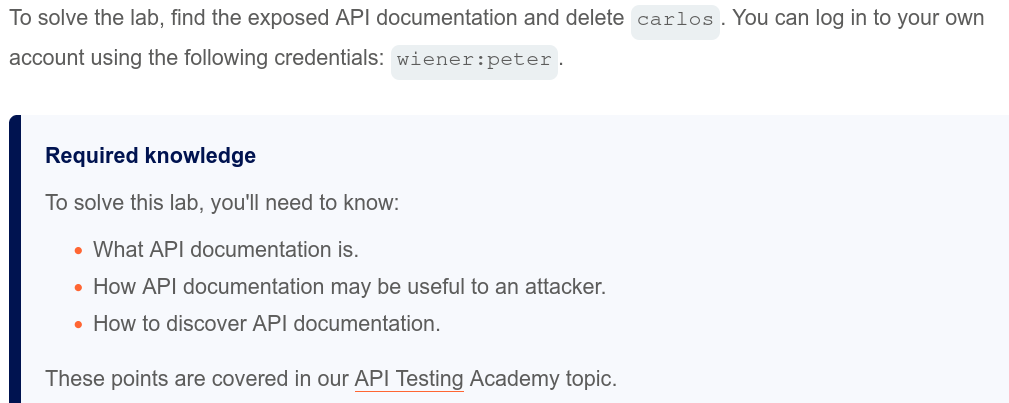 To solve the lab, find the exposed API documentation and delete carlos. You can log in to your own
account using the following credentials: wiener:peter.
Required knowledge
To solve this lab, you'll need to know:
• What API documentation is.
• How API documentation may be useful to an attacker.
• How to discover API documentation.
These points are covered in our API Testing Academy topic.